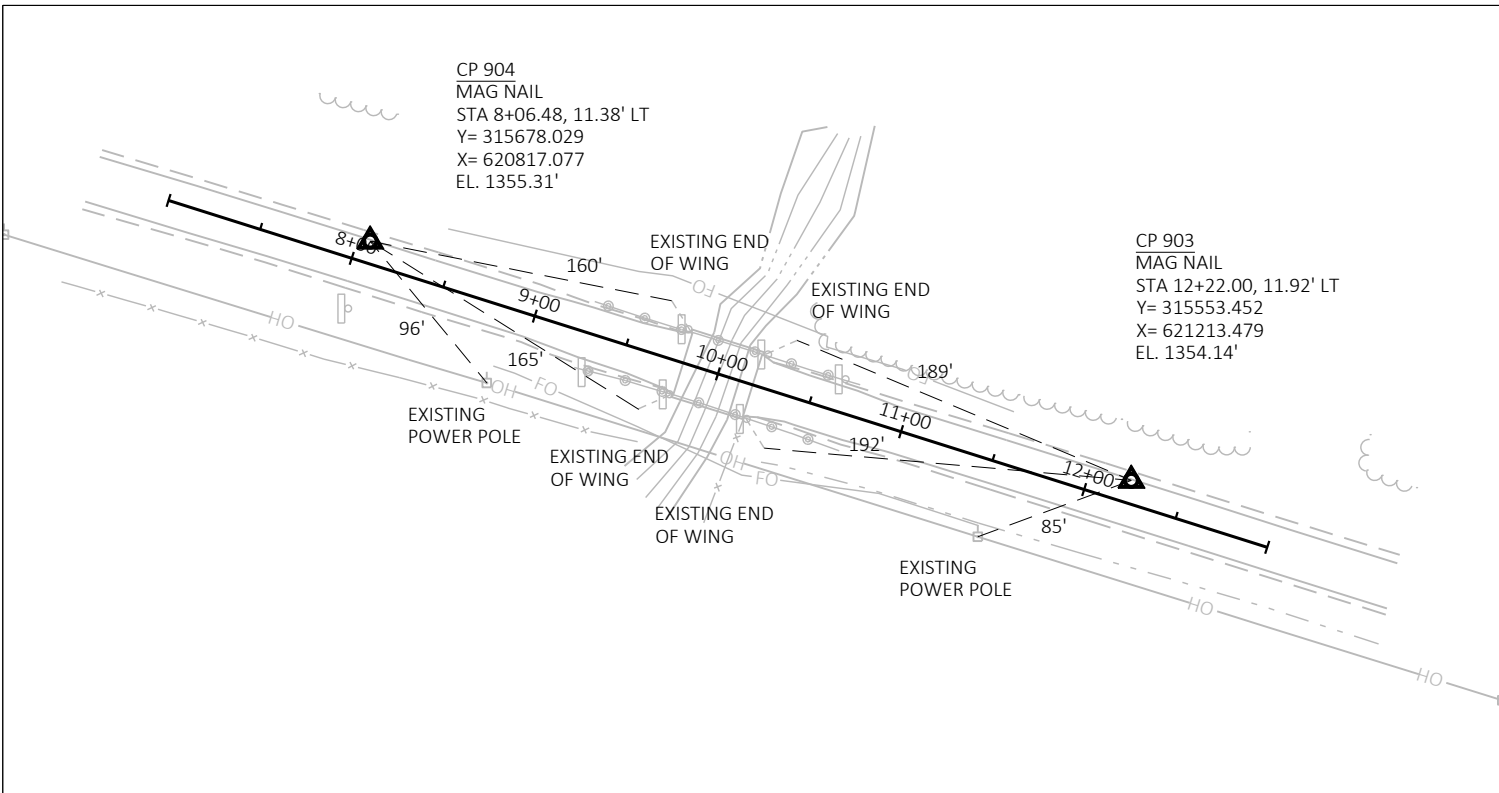 CP 904
MAG NAIL
STA 8+06.48, 11.38' LT
Y= 315678.029
X= 620817.077
EL. 1355.31'
CP 903
MAG NAIL
STA 12+22.00, 11.92' LT
Y= 315553.452
X= 621213.479
EL. 1354.14'
EXISTING END
OF WING
EXISTING END
OF WING
160'
8+00
9+00
10+00
11+00
12+00
FO
FO
189'
OH
96'
165'
OH
FO
EXISTING
POWER POLE
192'
EXISTING END
OF WING
OH
FO
EXISTING END
OF WING
85'
EXISTING
POWER POLE
OH
OH